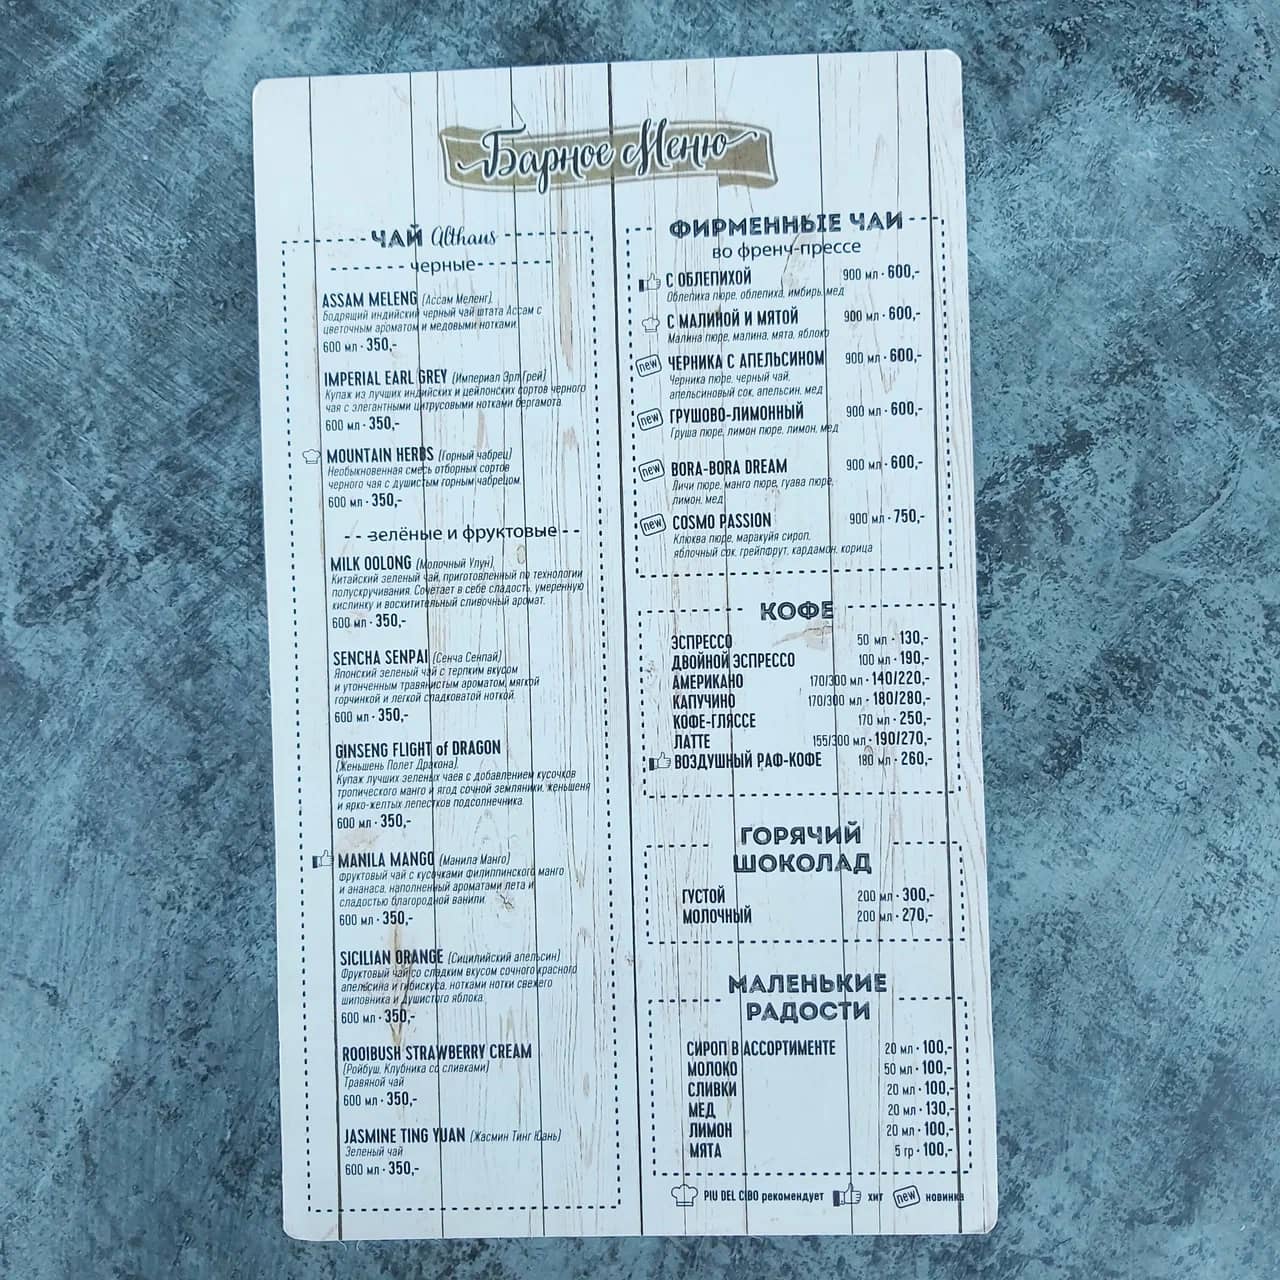 Барное Меню
ЧАЙ Althaus
черные
ASSAM MELENG (Ассам Меленг)
Бодрящий индийский черный чай штата Ассам с
цветочным ароматом и медовыми нотками.
600 мл · 350,-
IMPERIAL EARL GREY (Империал Эрл Грей)
Купаж из лучших индийских и цейлонских сортов черного
чая с элегантными цитрусовыми нотками бергамота.
600 мл · 350,-
MOUNTAIN HERBS (Горный чабрец)
Необыкновенная смесь отборных сортов
черного чая с душистым горным чабрецом.
600 мл · 350,-
зелёные и фруктовые
MILK OOLONG (Молочный Улун)
Китайский зеленый чай, приготовленный по технологии
полускручивания. Сочетает в себе сладость, умеренную
кислинку и восхитительный сливочный аромат.
600 мл · 350,-
SENCHA SENPAI (Сенча Сенпай)
Японский зеленый чай с терпким вкусом
и утонченным травянистым ароматом, мягкой
горчинкой и легкой сладковатой ноткой.
600 мл · 350,-
GINSENG FLIGHT of DRAGON
(Женьшень Полет Дракона)
Купаж лучших зеленых чаев с добавлением кусочков
тропического манго и ягод сочной земляники, женьшеня
и ярко-желтых лепестков подсолнечника.
600 мл · 350,-
MANILA MANGO (Манила Манго)
Фруктовый чай с кусочками филиппинского манго
и ананаса, наполненный ароматами лета и
сладостью благородной ванили.
600 мл · 350,-
SICILIAN ORANGE (Сицилийский апельсин)
Фруктовый чай со сладким вкусом сочного красного
апельсина и гибискуса, нотками нотки свежего
шиповника и душистого яблока.
600 мл · 350,-
ROOIBUSH STRAWBERRY CREAM
(Ройбуш, Клубника со сливками)
Травяной чай
600 мл · 350,-
JASMINE TING YUAN (Жасмин Тинг Юань)
Зеленый чай
600 мл · 350,-
ФИРМЕННЫЕ ЧАИ
во френч-прессе
С ОБЛЕПИХОЙ 900 мл · 600,-
Облепиха пюре, облепиха, имбирь, мед
С МАЛИНОЙ И МЯТОЙ 900 мл · 600,-
Малина пюре, малина, мята, яблоко
new ЧЕРНИКА С АПЕЛЬСИНОМ 900 мл · 600,-
Черника пюре, черный чай,
апельсиновый сок, апельсин, мед
new ГРУШОВО-ЛИМОННЫЙ 900 мл · 600,-
Груша пюре, лимон пюре, лимон, мед
new BORA-BORA DREAM 900 мл · 600,-
Личи пюре, манго пюре, гуава пюре,
лимон, мед
new COSMO PASSION 900 мл · 750,-
Клюква пюре, маракуйя сироп,
яблочный сок, грейпфрут, кардамон, корица
КОФЕ
ЭСПРЕССО 50 мл · 130,-
ДВОЙНОЙ ЭСПРЕССО 100 мл · 190,-
АМЕРИКАНО 170/300 мл · 140/220,-
КАПУЧИНО 170/300 мл · 180/280,-
КОФЕ-ГЛЯССЕ 170 мл · 250,-
ЛАТТЕ 155/300 мл · 190/270,-
ВОЗДУШНЫЙ РАФ-КОФЕ 180 мл · 260,-
ГОРЯЧИЙ
ШОКОЛАД
ГУСТОЙ 200 мл · 300,-
МОЛОЧНЫЙ 200 мл · 270,-
МАЛЕНЬКИЕ
РАДОСТИ
СИРОП В АССОРТИМЕНТЕ 20 мл · 100,-
МОЛОКО 50 мл · 100,-
СЛИВКИ 20 мл · 100,-
МЕД 20 мл · 130,-
ЛИМОН 20 мл · 100,-
МЯТА 5 гр · 100,-
PIU DEL CIBO рекомендует хит new новинка